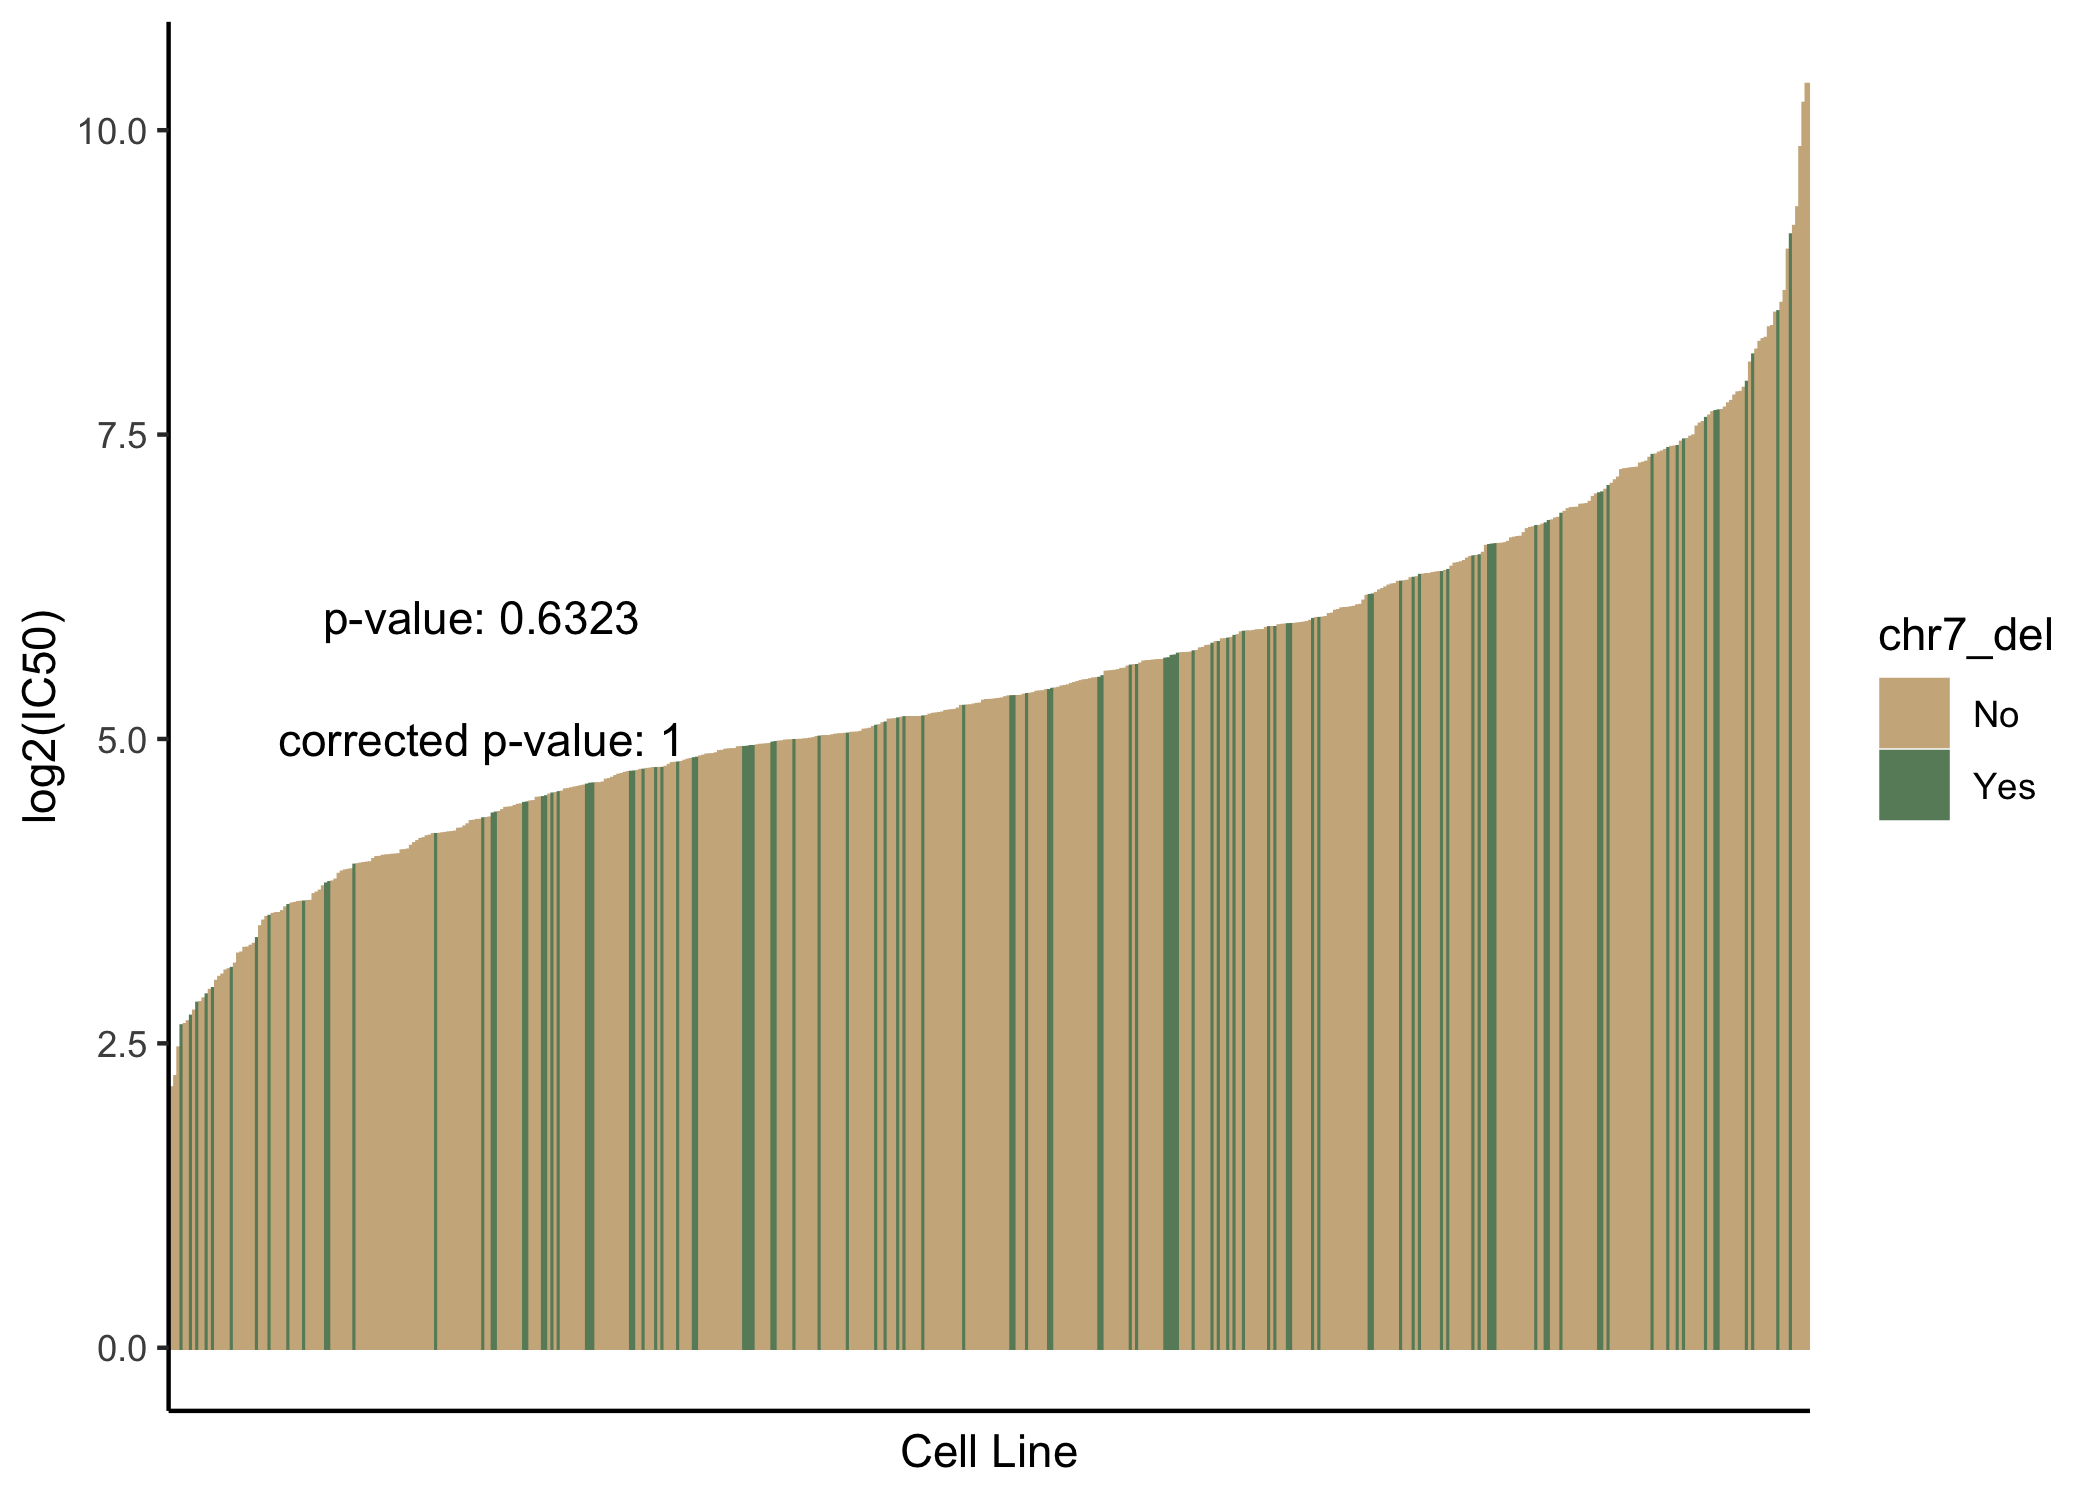 10.0
7.5
5.0
2.5
0.0
log2(IC50)
p-value: 0.6323
corrected p-value: 1
Cell Line
chr7_del
No
Yes